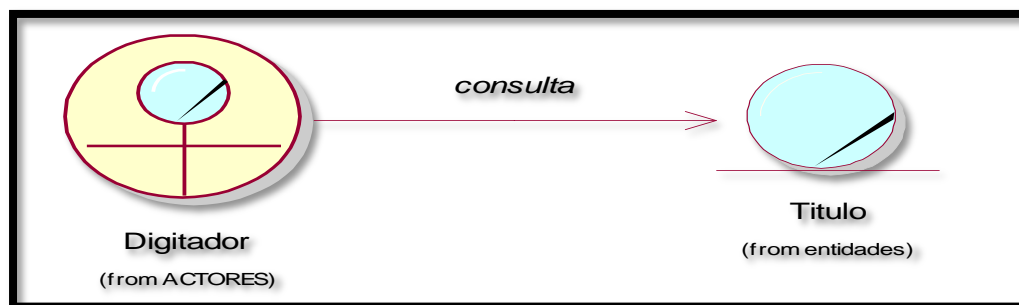 consulta
Digitador
(from ACTORES)
Titulo
(from entidades)